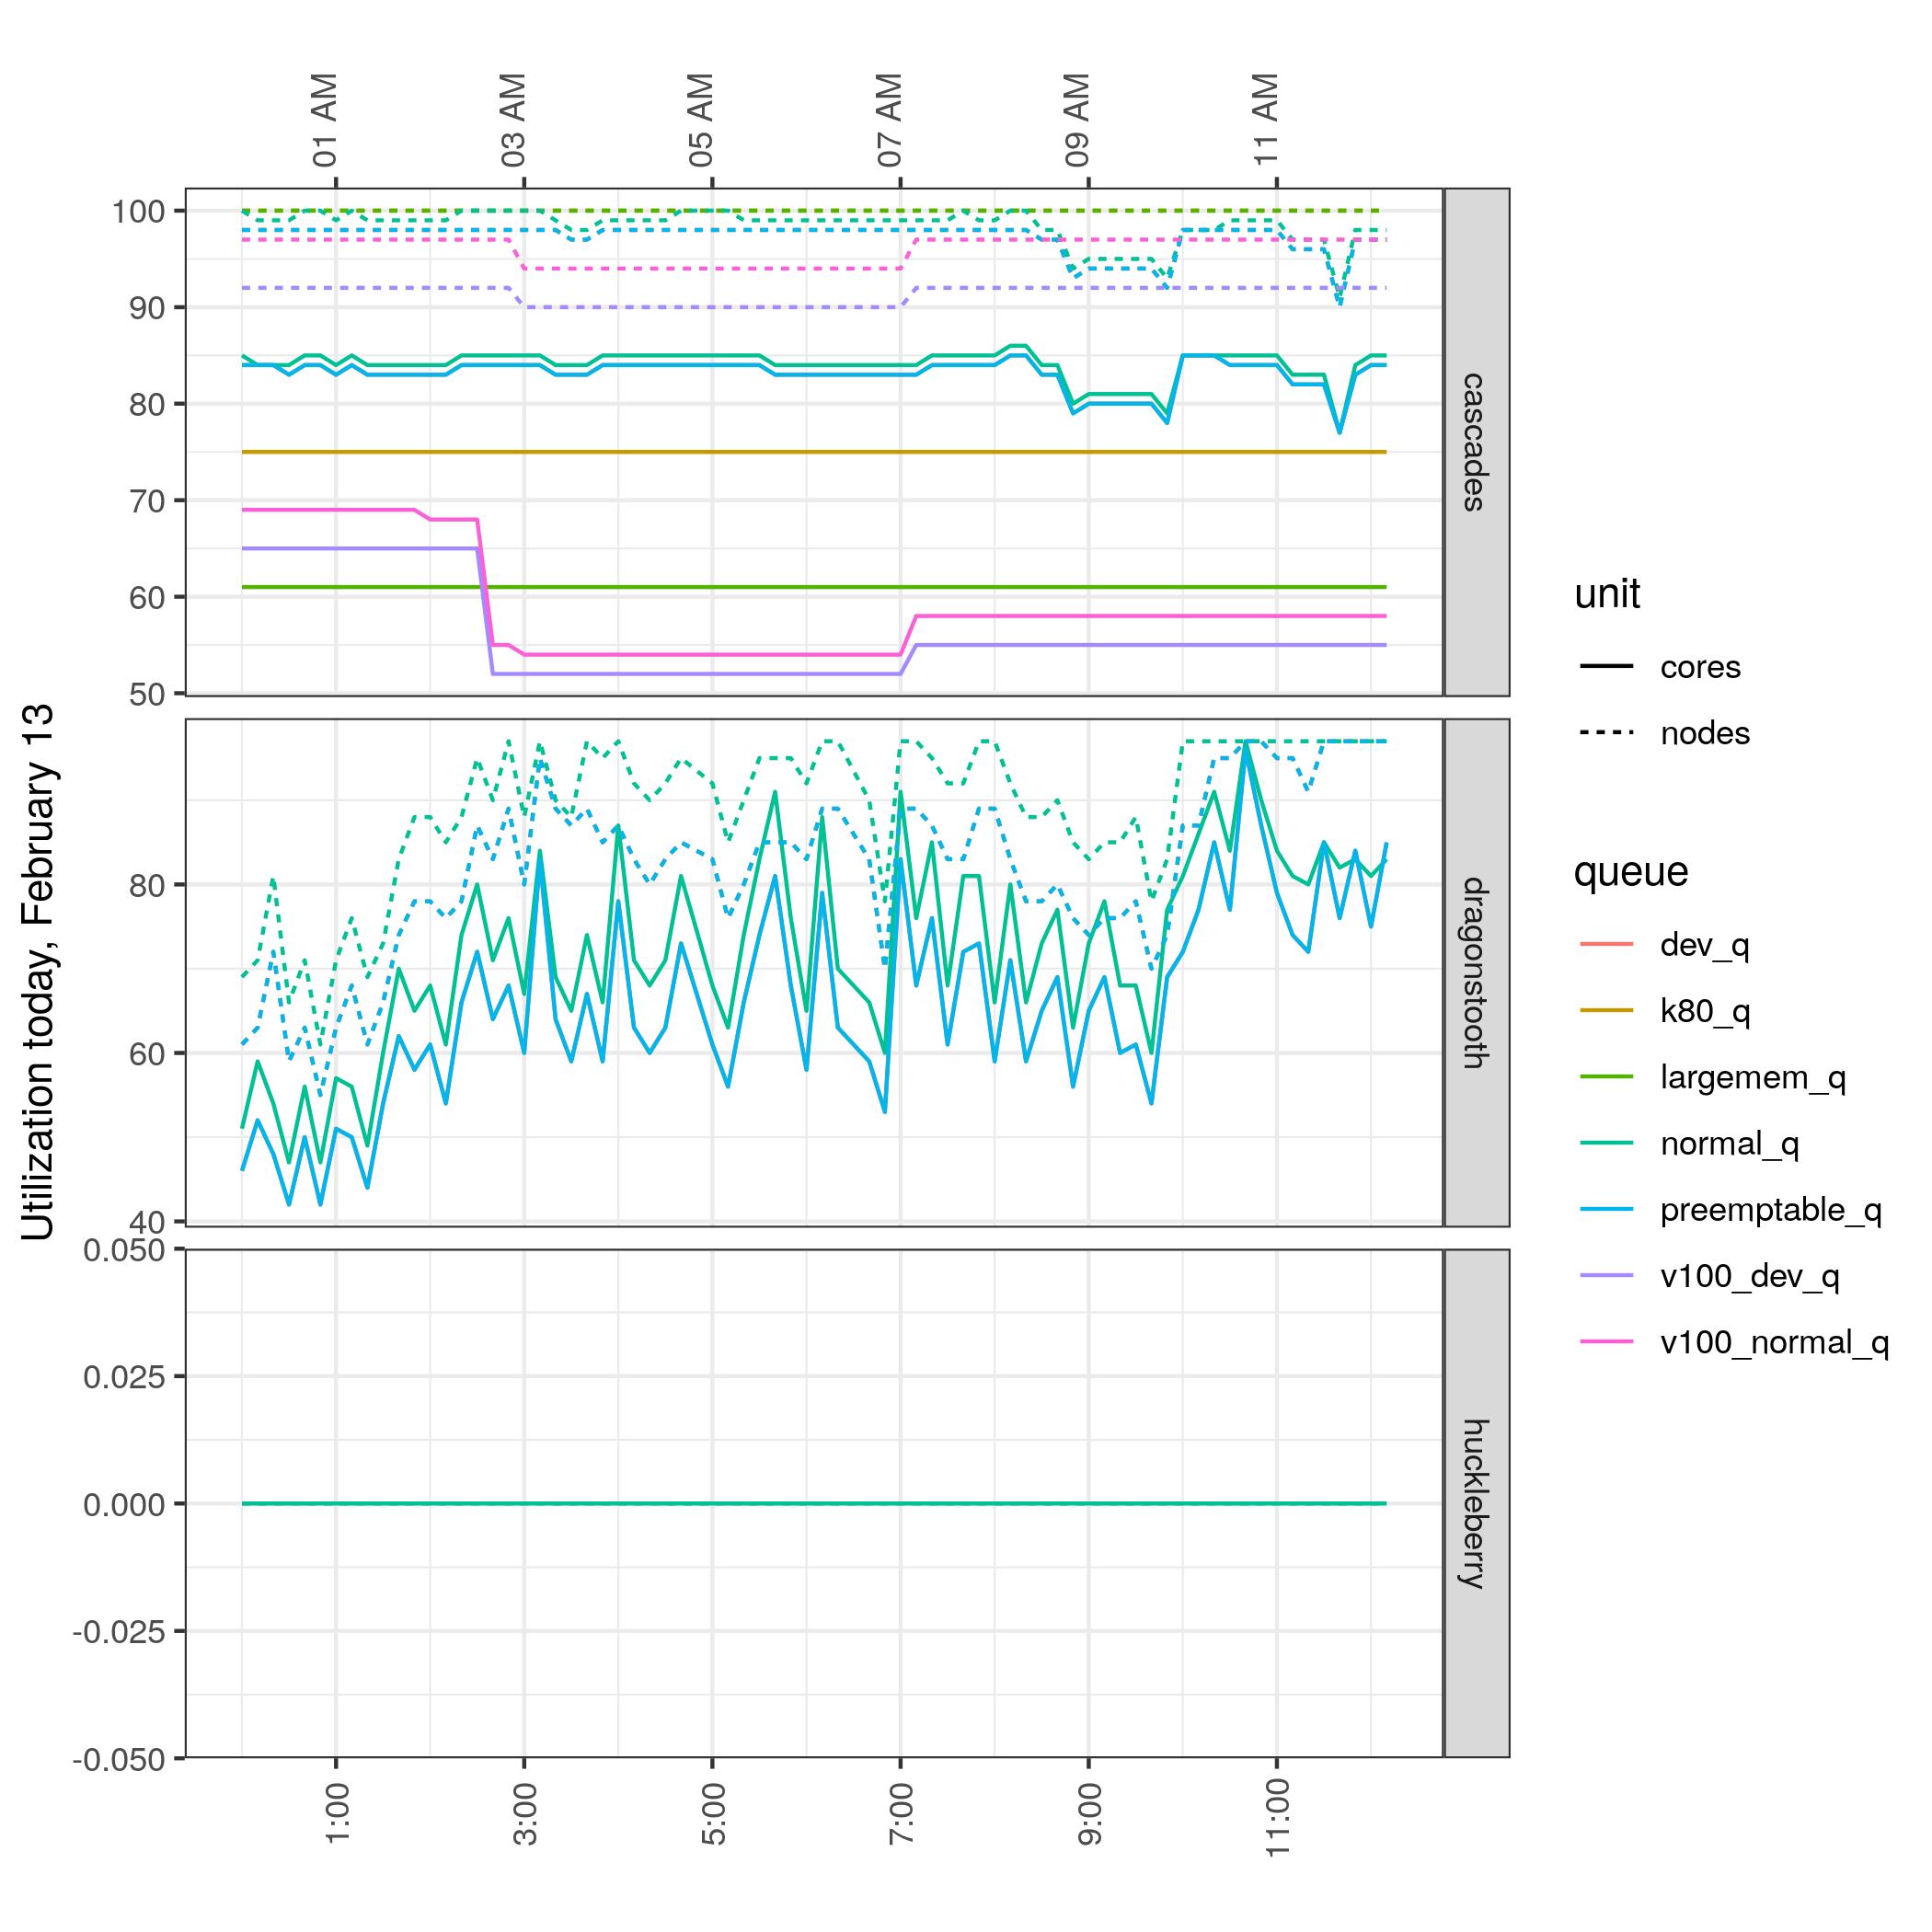 01 AM
03 AM
05 AM
07 AM
09 AM
11 AM
Utilization today, February 13
100
90
80
70
60
50
cascades
80
60
40
dragonstooth
0.050
0.025
0.000
-0.025
-0.050
huckleberry
1:00
3:00
5:00
7:00
9:00
11:00
unit
cores
nodes
queue
dev_q
k80_q
largemem_q
normal_q
preemptable_q
v100_dev_q
v100_normal_q